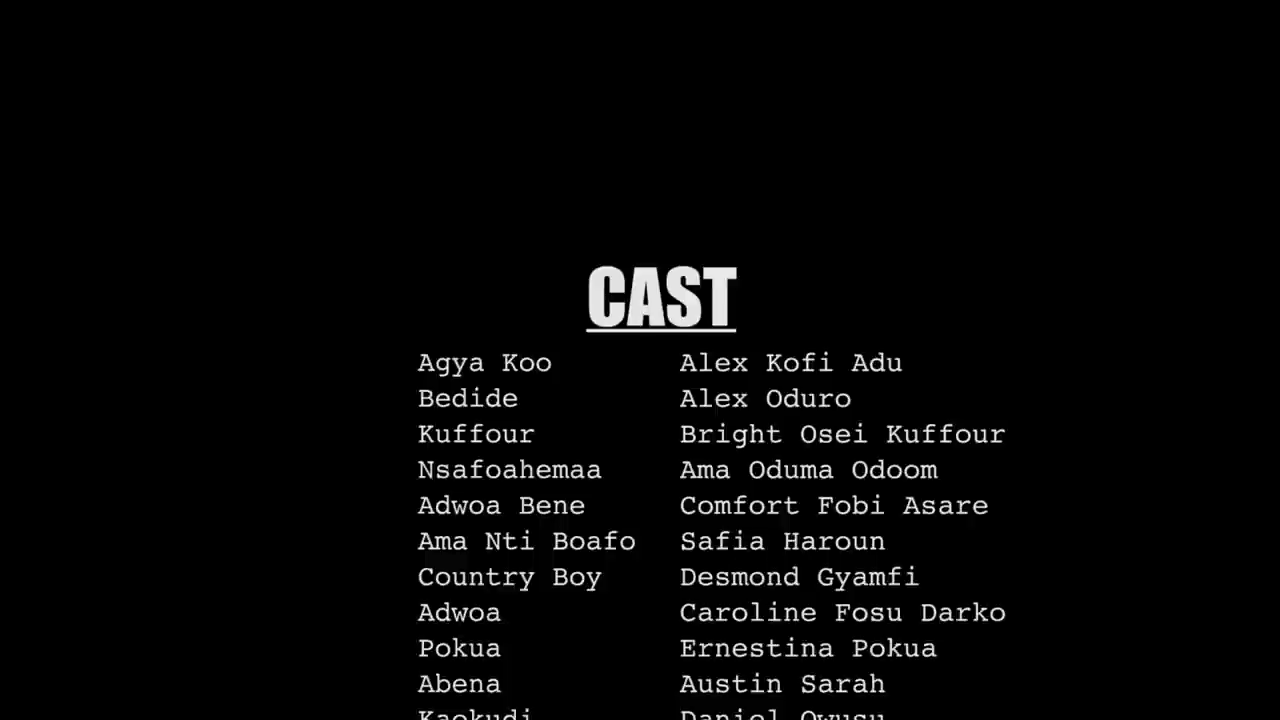 CAST
Agya Koo Alex Kofi Adu
Bedide Alex Oduro
Kuffour Bright Osei Kuffour
Nsafoahemaa Ama Oduma Odoom
Adwoa Bene Comfort Fobi Asare
Ama Nti Boafo Safia Haroun
Country Boy Desmond Gyamfi
Adwoa Caroline Fosu Darko
Pokua Ernestina Pokua
Abena Austin Sarah
Daniel Owusu